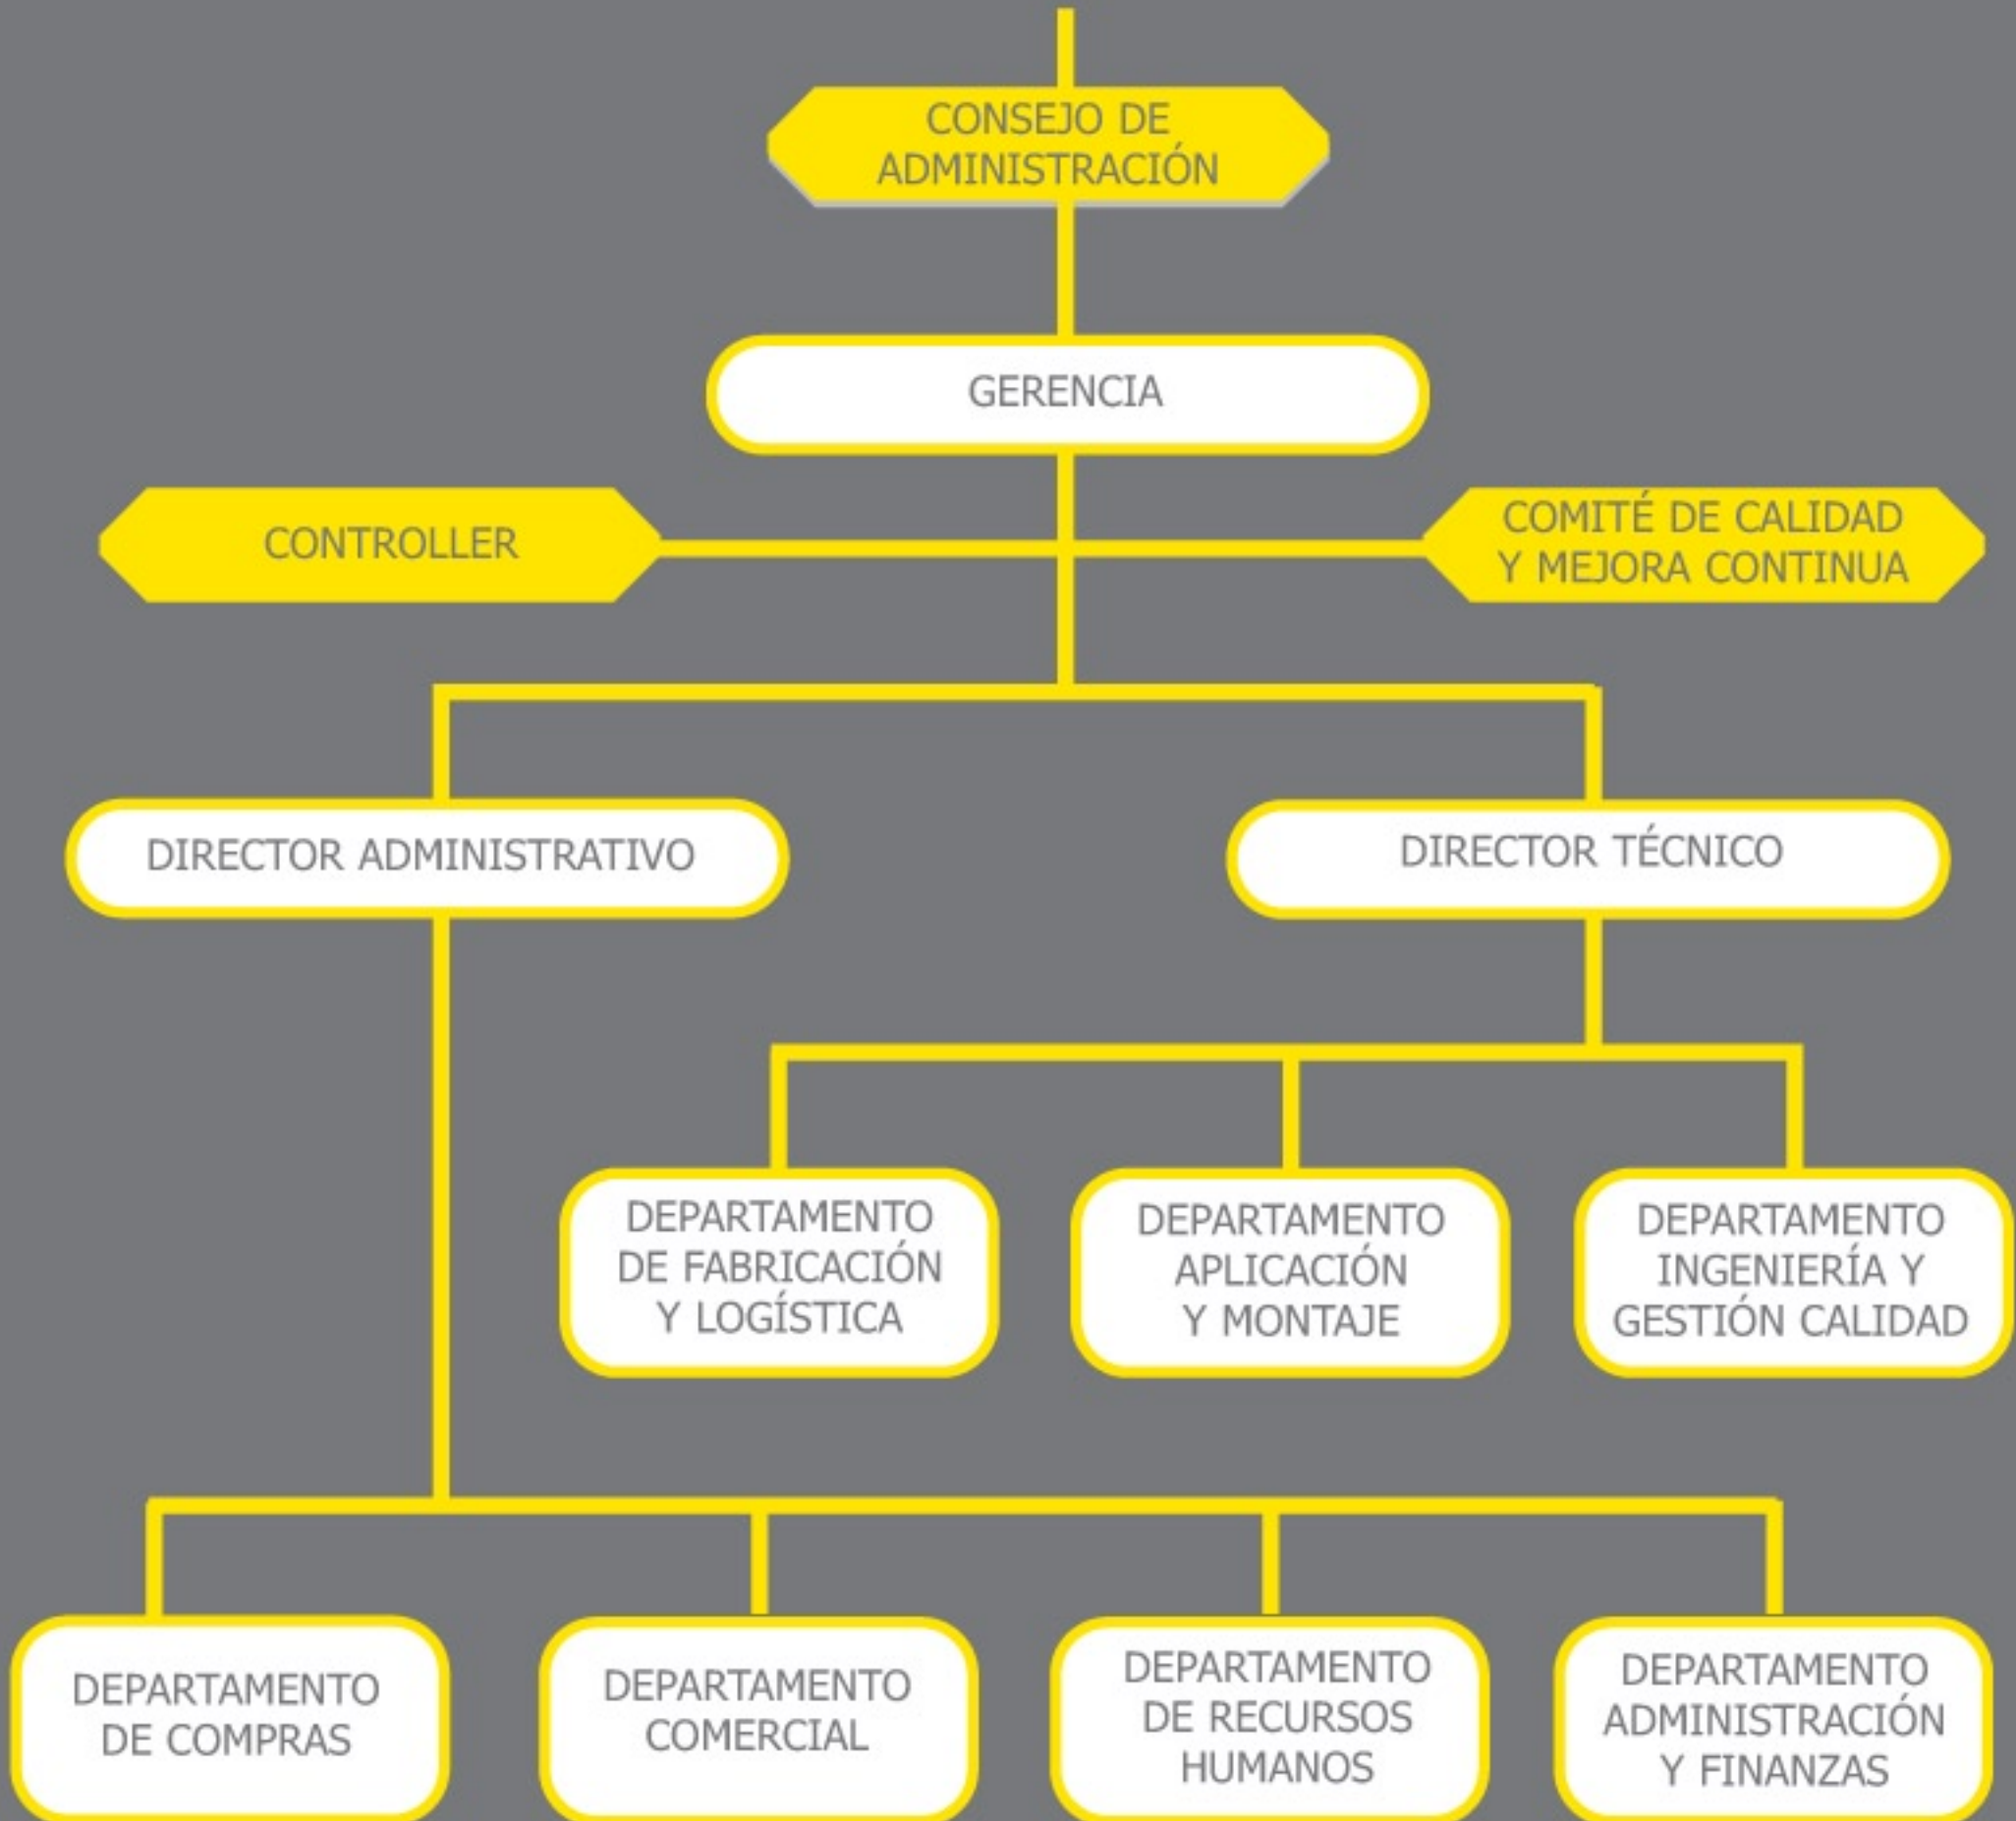 CONSEJO DE
ADMINISTRACIÓN
GERENCIA
CONTROLLER
COMITÉ DE CALIDAD
Y MEJORA CONTINUA
DIRECTOR ADMINISTRATIVO
DIRECTOR TÉCNICO
DEPARTAMENTO
DE FABRICACIÓN
Y LOGÍSTICA
DEPARTAMENTO
APLICACIÓN
Y MONTAJE
DEPARTAMENTO
INGENIERÍA Y
GESTIÓN CALIDAD
DEPARTAMENTO
DE COMPRAS
DEPARTAMENTO
COMERCIAL
DEPARTAMENTO
DE RECURSOS
HUMANOS
DEPARTAMENTO
ADMINISTRACIÓN
Y FINANZAS